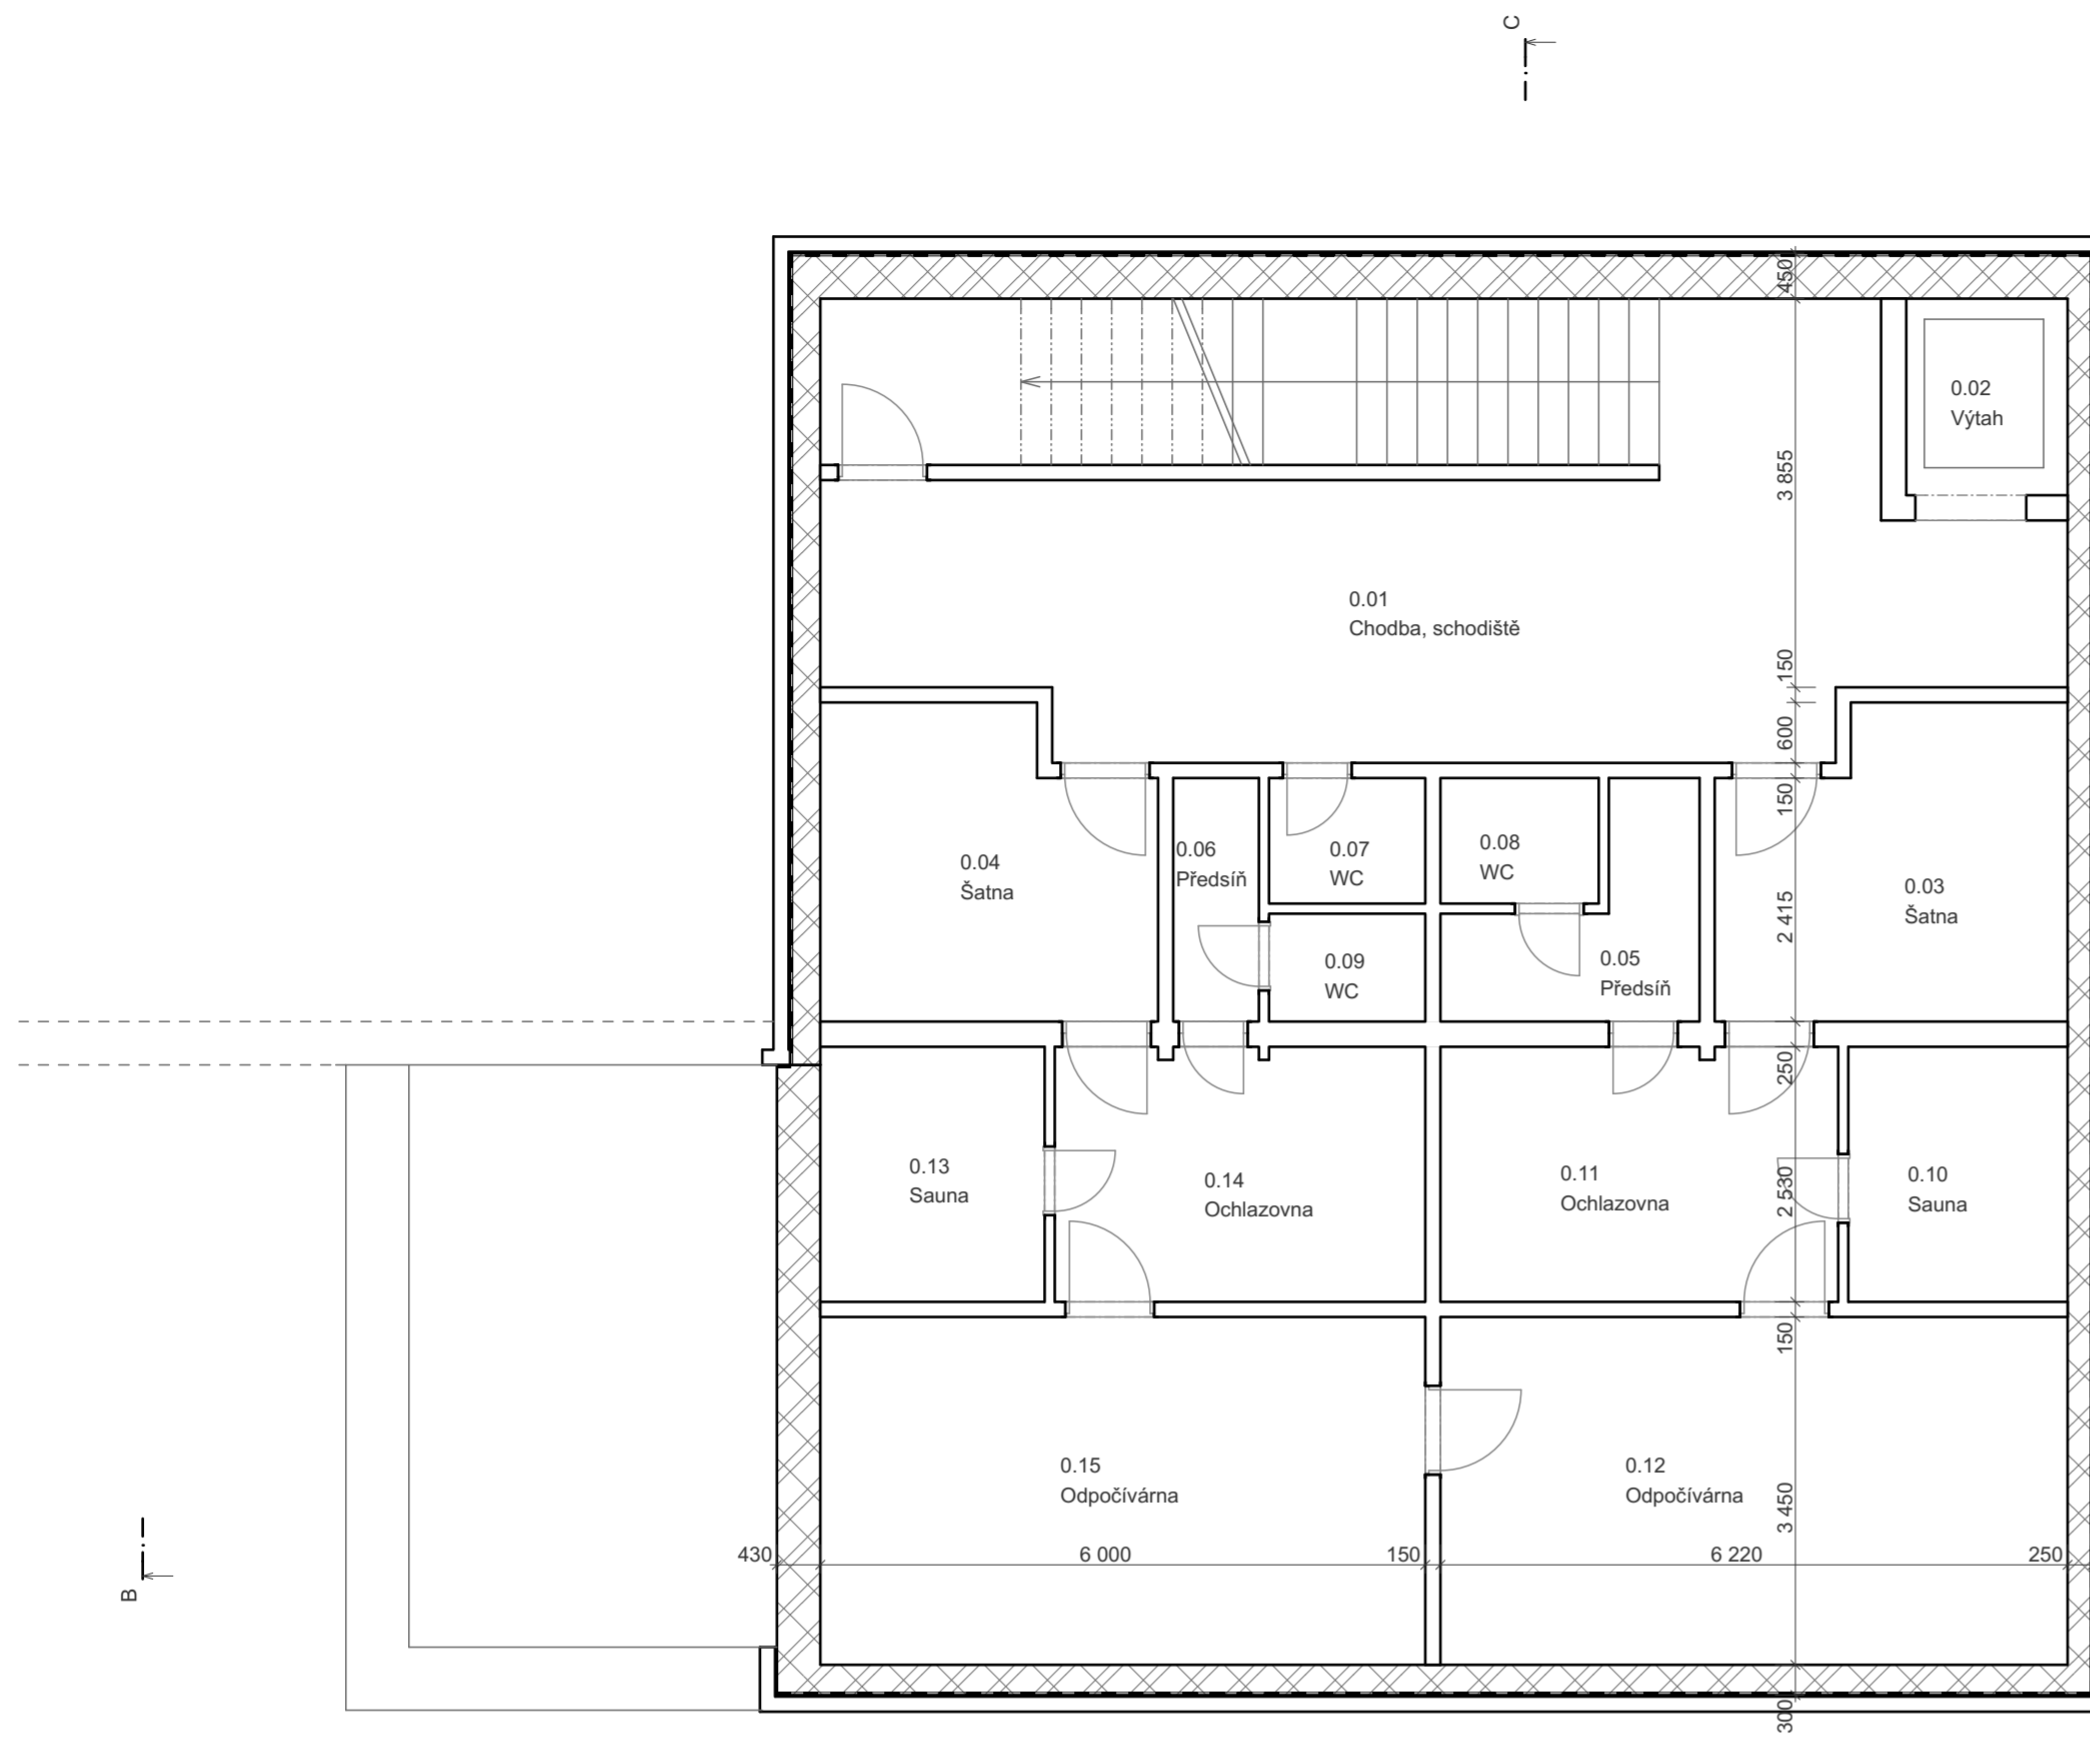 C
450
0.02
Výtah
3 855
0.01
Chodba, schodiště
150
600
150
0.04
Šatna
0.06
Předsíň
0.07
WC
0.08
WC
0.03
Šatna
2 415
0.09
WC
0.05
Předsíň
250
0.13
Sauna
0.14
Ochlazovna
0.11
Ochlazovna
2 530
0.10
Sauna
150
0.15
Odpočívárna
0.12
Odpočívárna
3 450
430
6 000
150
6 220
250
B
300